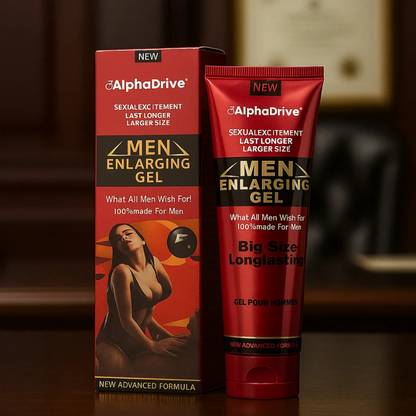 NEW
♂AlphaDrive®
SEXIALEXC ITEMENT
LAST LONGER
LARGER SIZE
MEN
ENLARGING
GEL
What All Men Wish For!
100%made For Men
NEW ADVANCED FORMULA
NEW
♂AlphaDrive®
SEXUALEXC ITEMENT
LAST LONGER
LARGER SIZE
MEN
ENLARGING
GEL
What All Men Wish For
100%made For Men
Big Size
Longlasting
GEL POUR HOMMES
NEW ADVANCED FORMULA